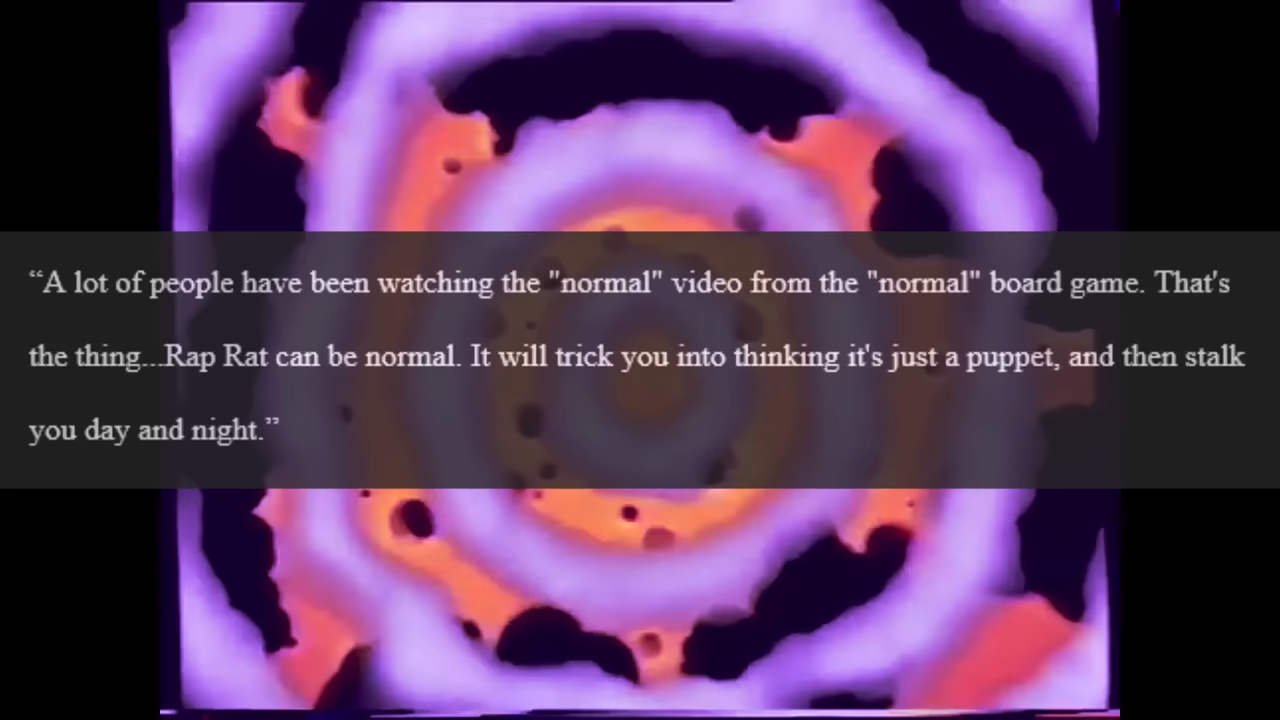 “A lot of people have been watching the "normal" video from the "normal" board game. That's
the thing...Rap Rat can be normal. It will trick you into thinking it's just a puppet, and then stalk
you day and night.”